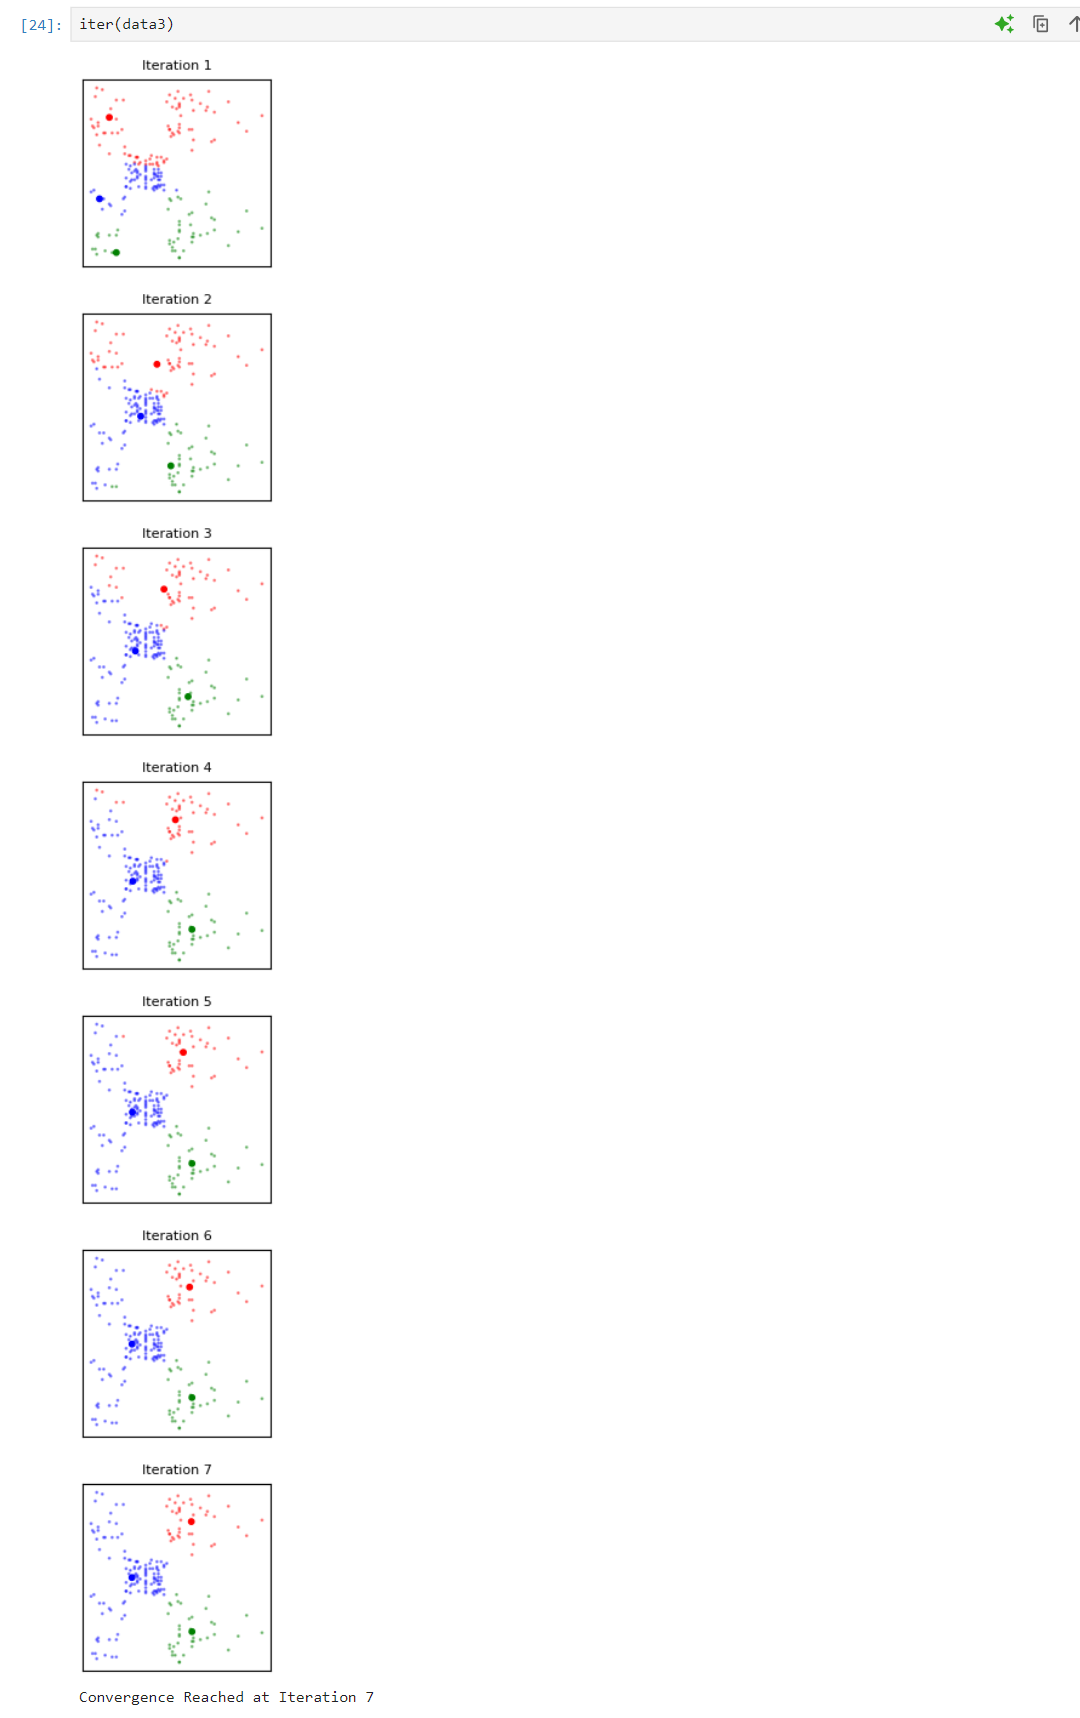 [24]: iter(data3)
Iteration 1
Iteration 2
Iteration 3
Iteration 4
Iteration 5
Iteration 6
Iteration 7
Convergence Reached at Iteration 7